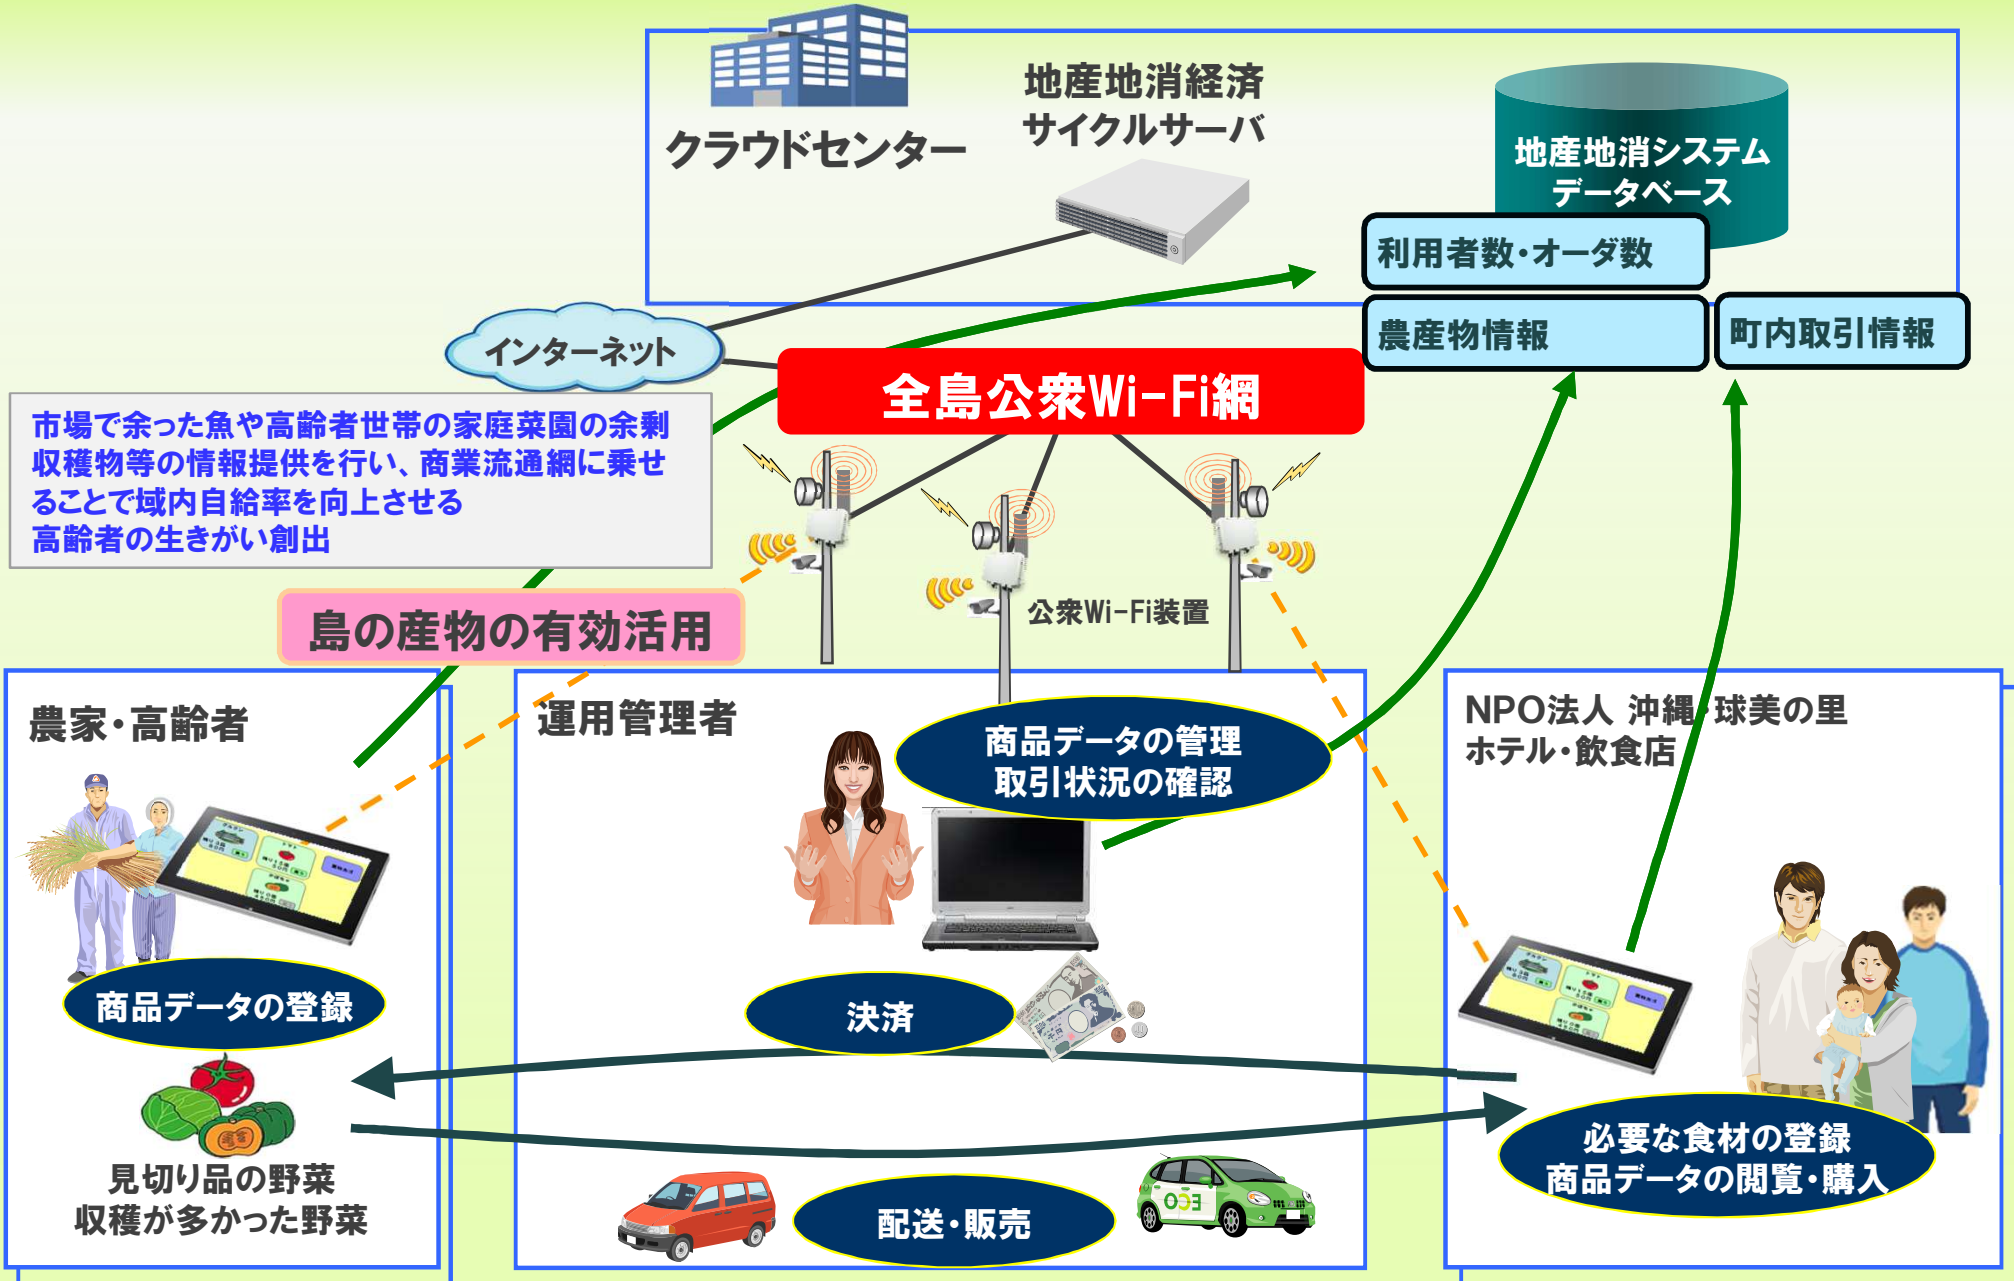 クラウドセンター
地産地消経済
サイクルサーバ
地産地消システム
データベース
利用者数・オーダ数
農産物情報
町内取引情報
インターネット
全島公衆Wi-Fi網
市場で余った魚や高齢者世帯の家庭菜園の余剰
収穫物等の情報提供を行い、商業流通網に乗せ
ることで域内自給率を向上させる
高齢者の生きがい創出
島の産物の有効活用
公衆Wi-Fi装置
農家・高齢者
商品データの登録
見切り品の野菜
収穫が多かった野菜
運用管理者
商品データの管理
取引状況の確認
決済
配送・販売
ECO
NPO法人 沖縄・球美の里
ホテル・飲食店
必要な食材の登録
商品データの閲覧・購入